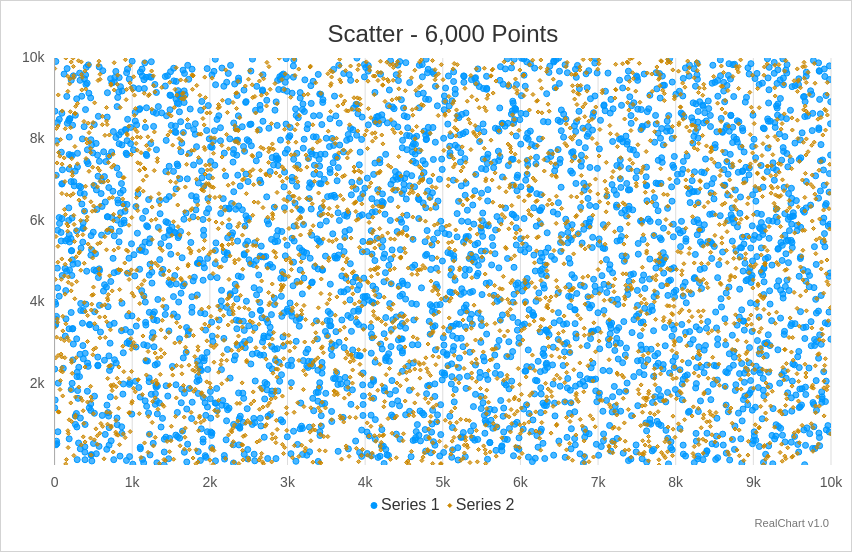 Scatter - 6,000 Points
10k
8k
6k
4k
2k
0 1k 2k 3k 4k 5k 6k 7k 8k 9k 10k
Series 1 Series 2
RealChart v1.0